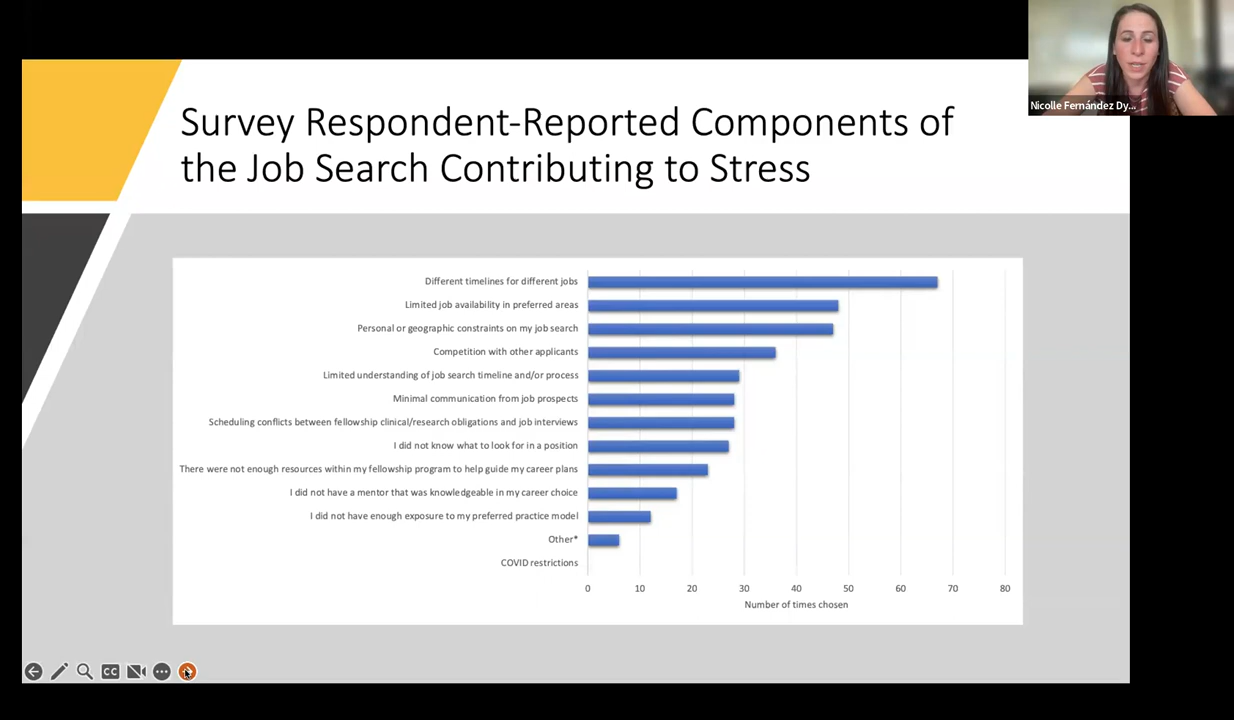 Nicolle Fernández Dy...
Survey Respondent-Reported Components of
the Job Search Contributing to Stress
Different timelines for different jobs
Limited job availability in preferred areas
Personal or geographic constraints on my job search
Competition with other applicants
Limited understanding of job search timeline and/or process
Minimal communication from job prospects
Scheduling conflicts between fellowship clinical/research obligations and job interviews
I did not know what to look for in a position
There were not enough resources within my fellowship program to help guide my career plans
I did not have a mentor that was knowledgeable in my career choice
I did not have enough exposure to my preferred practice model
Other*
COVID restrictions
0 10 20 30 40 50 60 70 80
Number of times chosen
CC